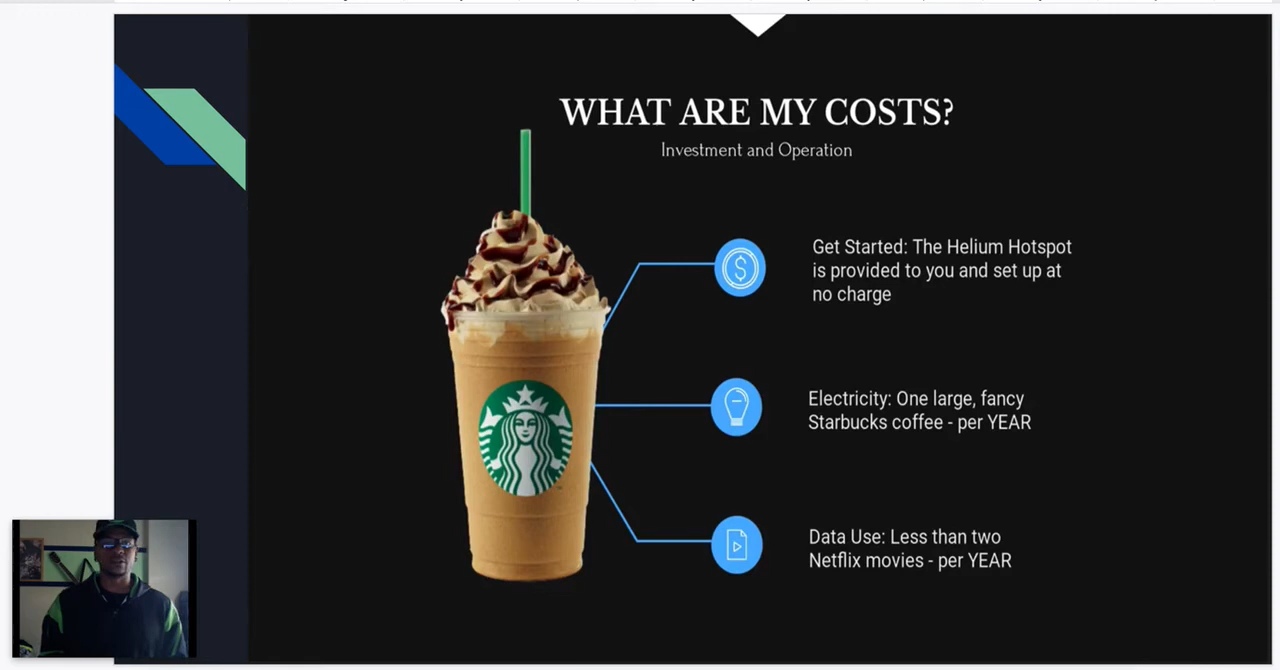 WHAT ARE MY COSTS?
Investment and Operation
Get Started: The Helium Hotspot
is provided to you and set up at
no charge
Electricity: One large, fancy
Starbucks coffee - per YEAR
Data Use: Less than two
Netflix movies - per YEAR